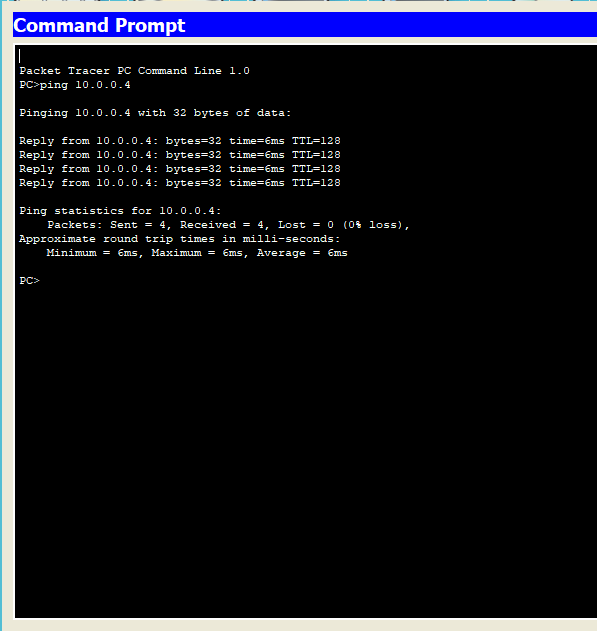 Command Prompt
Packet Tracer PC Command Line 1.0
PC>ping 10.0.0.4
Pinging 10.0.0.4 with 32 bytes of data:
Reply from 10.0.0.4: bytes=32 time=6ms TTL=128
Reply from 10.0.0.4: bytes=32 time=6ms TTL=128
Reply from 10.0.0.4: bytes=32 time=6ms TTL=128
Reply from 10.0.0.4: bytes=32 time=6ms TTL=128
Ping statistics for 10.0.0.4:
Packets: Sent = 4, Received = 4, Lost = 0 (0% loss),
Approximate round trip times in milli-seconds:
Minimum = 6ms, Maximum = 6ms, Average = 6ms
PC>